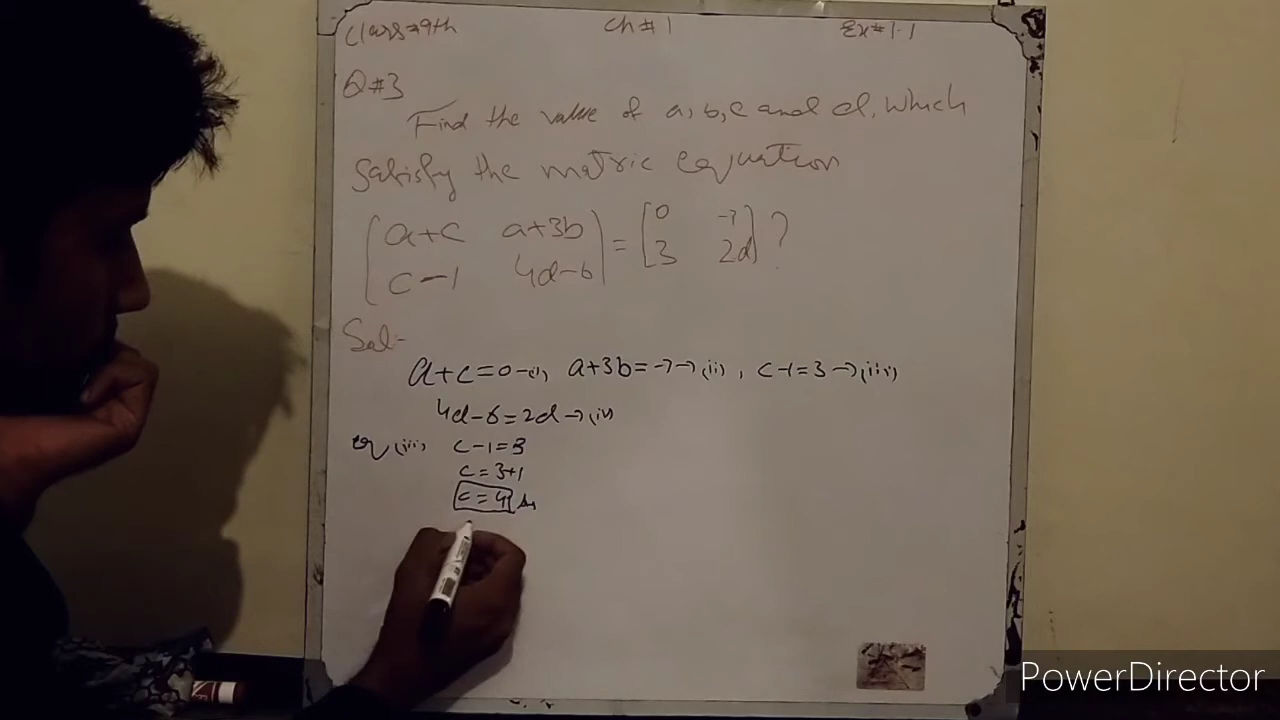 Class=9th Ch#1 Ex#1.1
Q#3
Find the value of a, b, c and d, which
satisfy the matric equation
[a+c a+3b] = [0 -7] ?
[c-1 4d-6] [3 2d]
Sol:-
a+c=0-(i), a+3b=-7→(ii), c-1=3→(iii)
4d-6=2d→(iv)
eq(iii) c-1=3
c=3+1
c=4 Ans
PowerDirector